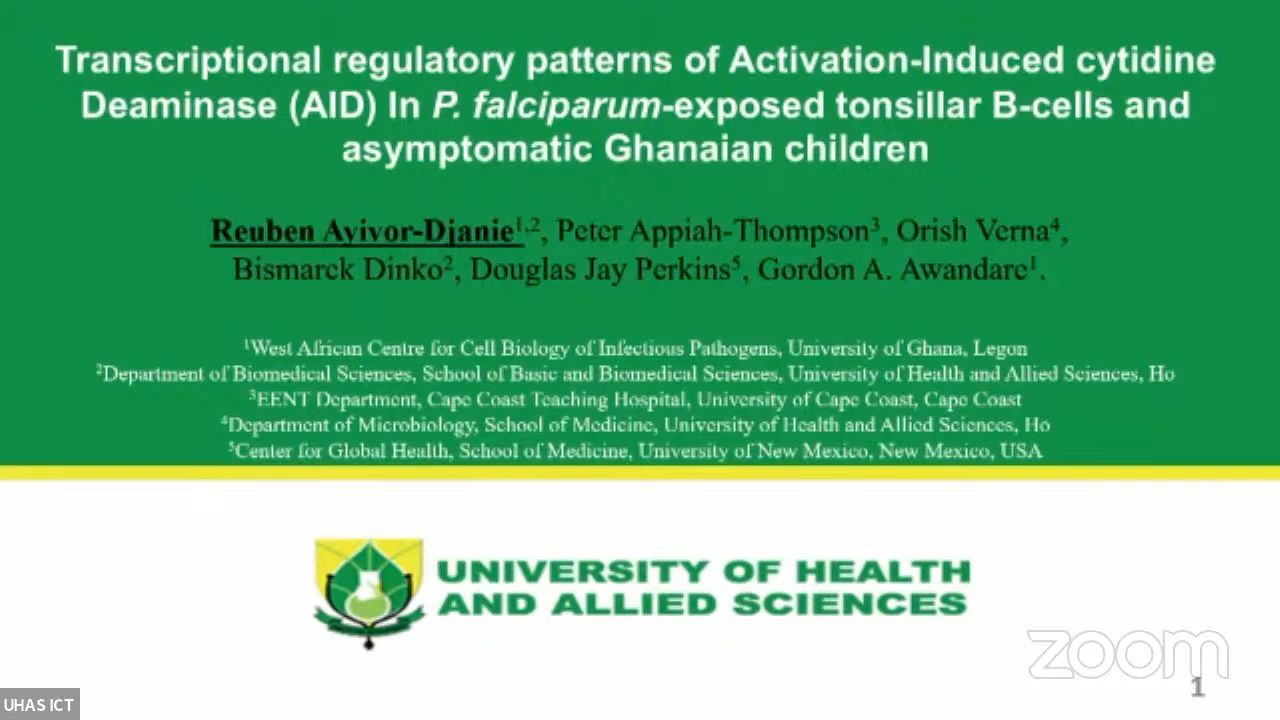 Transcriptional regulatory patterns of Activation-Induced cytidine
Deaminase (AID) In P. falciparum-exposed tonsillar B-cells and
asymptomatic Ghanaian children
Reuben Ayivor-Djanie1,2, Peter Appiah-Thompson3, Orish Verna4,
Bismarck Dinko2, Douglas Jay Perkins5, Gordon A. Awandare1.
1West African Centre for Cell Biology of Infectious Pathogens, University of Ghana, Legon
2Department of Biomedical Sciences, School of Basic and Biomedical Sciences, University of Health and Allied Sciences, Ho
3EENT Department, Cape Coast Teaching Hospital, University of Cape Coast, Cape Coast
4Department of Microbiology, School of Medicine, University of Health and Allied Sciences, Ho
5Center for Global Health, School of Medicine, University of New Mexico, New Mexico, USA
UNIVERSITY OF HEALTH
AND ALLIED SCIENCES
zoom
1
UHAS ICT